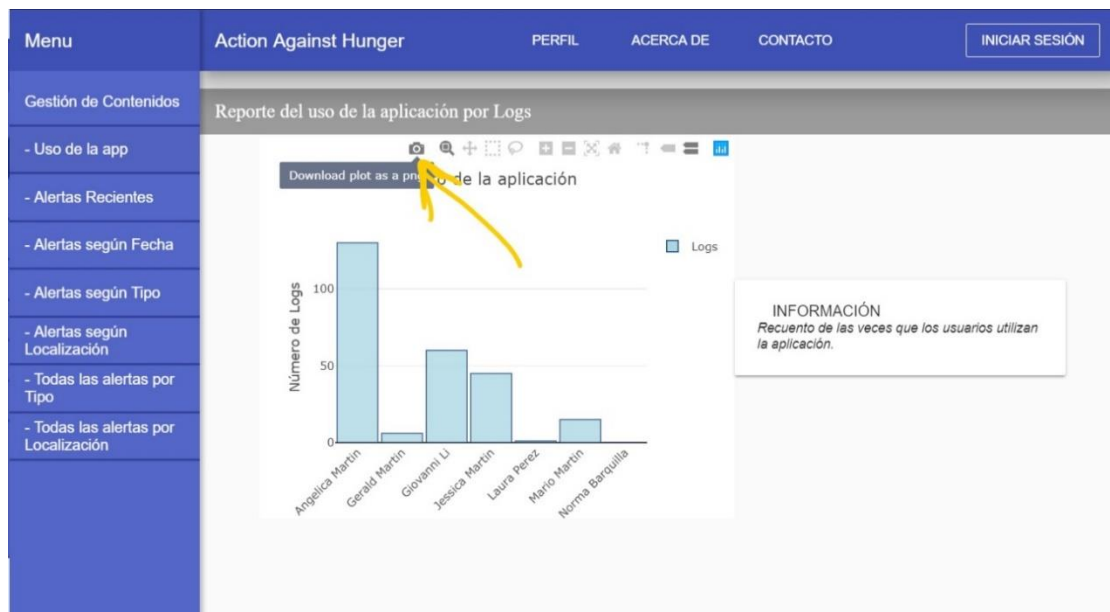 Menu
Action Against Hunger
PERFIL
ACERCA DE
CONTACTO
INICIAR SESIÓN
Gestión de Contenidos
- Uso de la app
- Alertas Recientes
- Alertas según Fecha
- Alertas según Tipo
- Alertas según
Localización
- Todas las alertas por
Tipo
- Todas las alertas por
Localización
Reporte del uso de la aplicación por Logs
Download plot as a png
de la aplicación
Logs
Número de Logs
100
50
0
Angelica Martin
Gerald Martin
Giovanni Li
Jessica Martin
Laura Perez
Mario Martin
Norma Barquilla
INFORMACIÓN
Recuento de las veces que los usuarios utilizan
la aplicación.